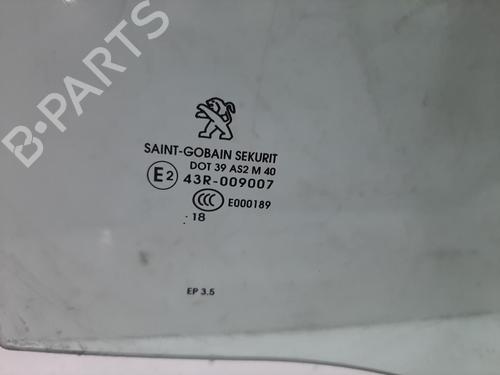 B-PARTS
SAINT-GOBAIN SEKURIT
DOT 39 AS2 M 40
E2 43R-009007
CCC E000189
. 18
EP 3.5